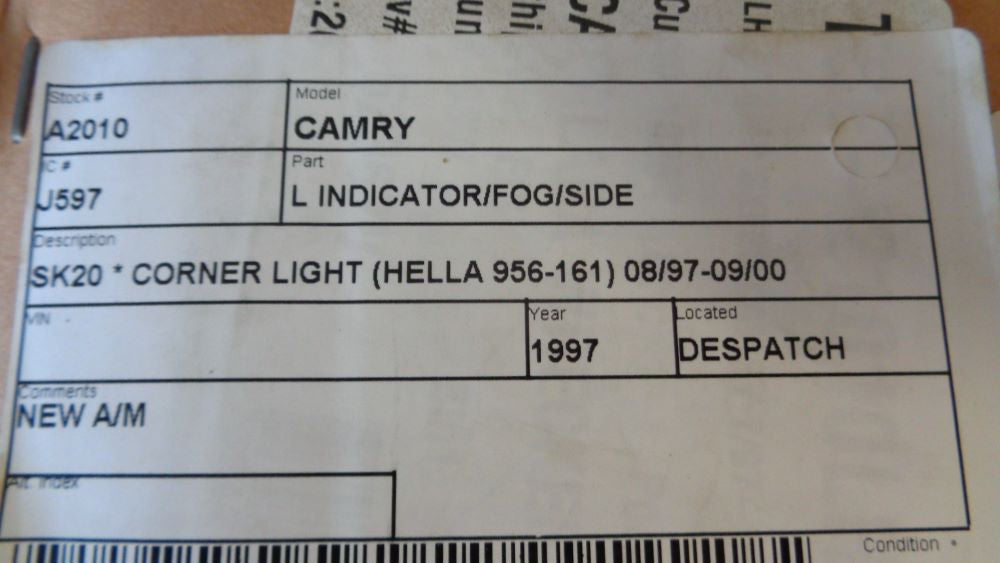 Stock #
Model
A2010
CAMRY
IC #
Part
J597
L INDICATOR/FOG/SIDE
Description
SK20 * CORNER LIGHT (HELLA 956-161) 08/97-09/00
VIN
Year
Located
1997
DESPATCH
Comments
NEW A/M
Alt. Index
Condition *